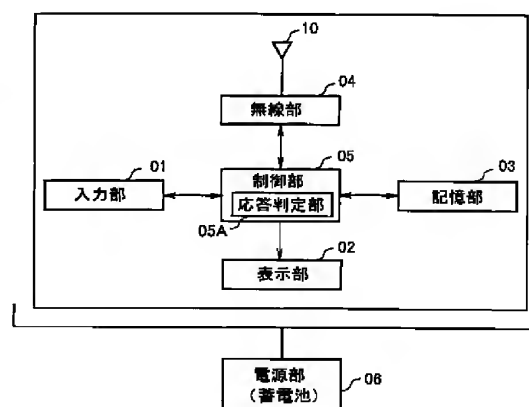 10
04
無線部
01
入力部
05
制御部
応答判定部
05A
03
記憶部
02
表示部
電源部
(蓄電池)
06